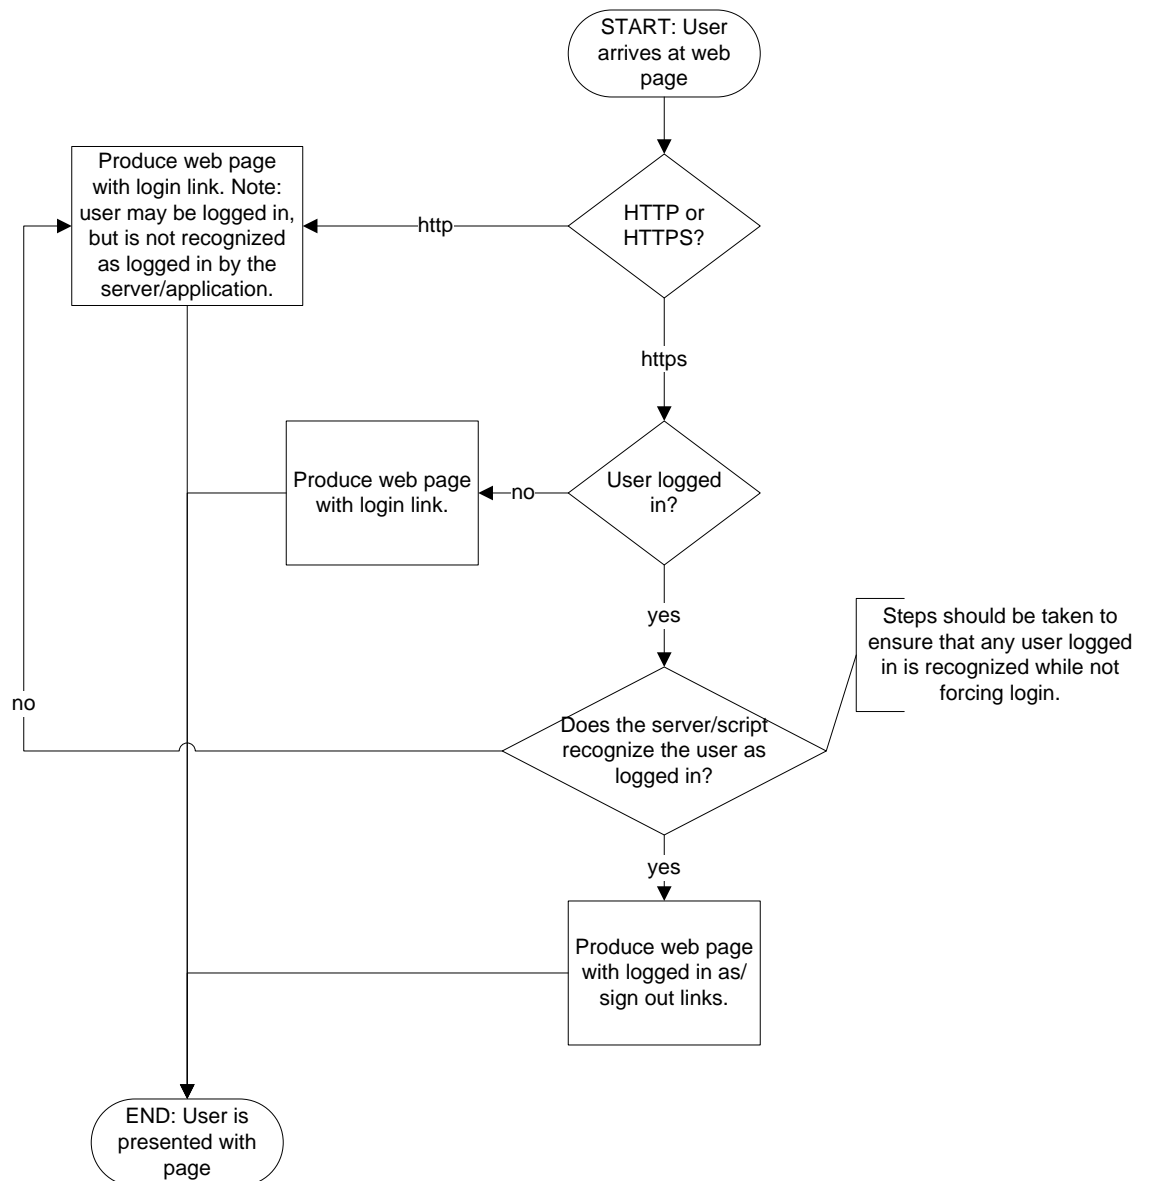 START: User
arrives at web
page
Produce web page
with login link. Note:
user may be logged in,
but is not recognized
as logged in by the
server/application.
http
HTTP or
HTTPS?
https
Produce web page
with login link.
no
User logged
in?
yes
Steps should be taken to
ensure that any user logged
in is recognized while not
forcing login.
no
Does the server/script
recognize the user as
logged in?
yes
Produce web page
with logged in as/
sign out links.
END: User is
presented with
page